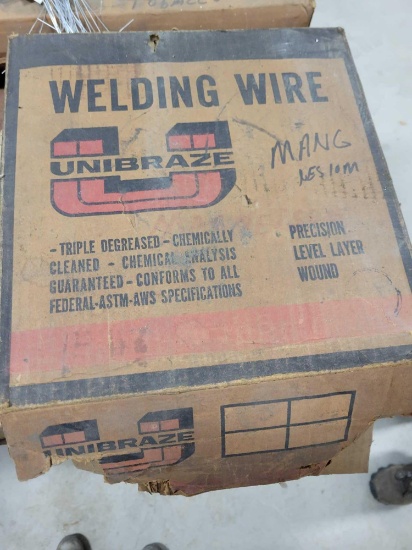 WELDING WIRE
UNIBRAZE
MANG
- TRIPLE DEGREASED - CHEMICALLY
CLEANED - CHEMICAL ANALYSIS
GUARANTEED - CONFORMS TO ALL
FEDERAL-ASTM-AWS SPECIFICATIONS
PRECISION
LEVEL LAYER
WOUND
UNIBRAZE